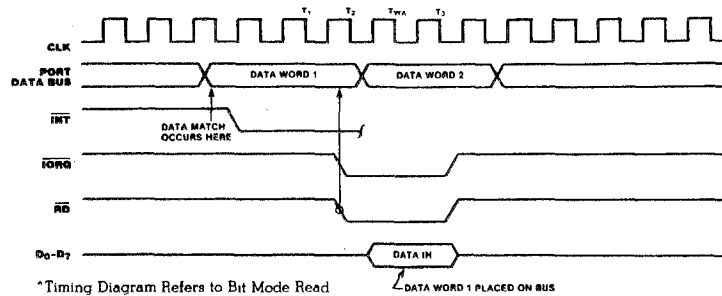 T₁ T₂ TWA T₃
CLK
PORT
DATA BUS
DATA WORD 1 DATA WORD 2
INT
DATA MATCH
OCCURS HERE
IORQ
RD
D₀-D₇
DATA IN
*Timing Diagram Refers to Bit Mode Read
DATA WORD 1 PLACED ON BUS